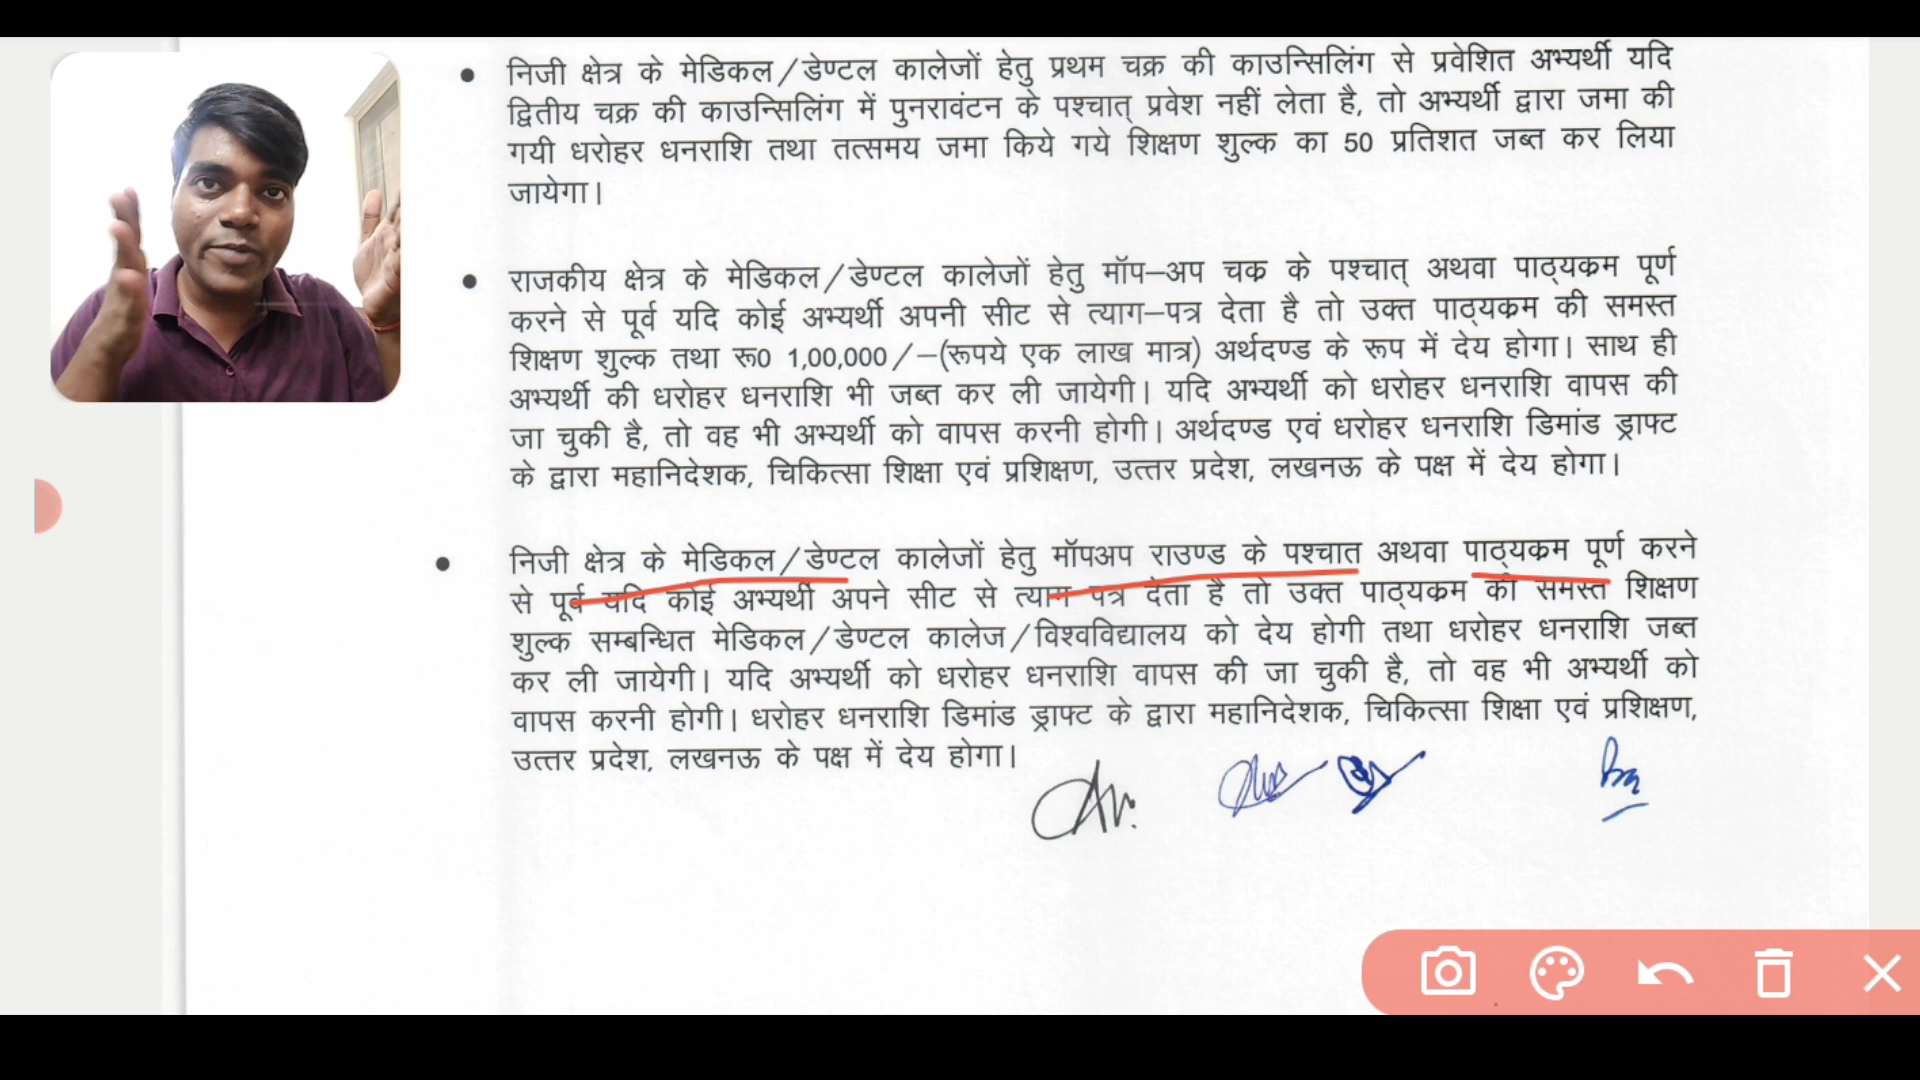 निजी क्षेत्र के मेडिकल/डेण्टल कालेजों हेतु प्रथम चक्र की काउन्सिलिंग से प्रवेशित अभ्यर्थी यदि
द्वितीय चक्र की काउन्सिलिंग में पुनरावंटन के पश्चात् प्रवेश नहीं लेता है, तो अभ्यर्थी द्वारा जमा की
गयी धरोहर धनराशि तथा तत्समय जमा किये गये शिक्षण शुल्क का 50 प्रतिशत जब्त कर लिया
जायेगा।
राजकीय क्षेत्र के मेडिकल/डेण्टल कालेजों हेतु मॉप–अप चक्र के पश्चात् अथवा पाठ्यक्रम पूर्ण
करने से पूर्व यदि कोई अभ्यर्थी अपनी सीट से त्याग–पत्र देता है तो उक्त पाठ्यक्रम की समस्त
शिक्षण शुल्क तथा रू0 1,00,000/–(रूपये एक लाख मात्र) अर्थदण्ड के रूप में देय होगा। साथ ही
अभ्यर्थी की धरोहर धनराशि भी जब्त कर ली जायेगी। यदि अभ्यर्थी को धरोहर धनराशि वापस की
जा चुकी है, तो वह भी अभ्यर्थी को वापस करनी होगी। अर्थदण्ड एवं धरोहर धनराशि डिमांड ड्राफ्ट
के द्वारा महानिदेशक, चिकित्सा शिक्षा एवं प्रशिक्षण, उत्तर प्रदेश, लखनऊ के पक्ष में देय होगा।
निजी क्षेत्र के मेडिकल/डेण्टल कालेजों हेतु मॉपअप राउण्ड के पश्चात अथवा पाठ्यक्रम पूर्ण करने
से पूर्व यदि कोई अभ्यर्थी अपने सीट से त्याग पत्र देता है तो उक्त पाठ्यक्रम की समस्त शिक्षण
शुल्क सम्बन्धित मेडिकल/डेण्टल कालेज/विश्वविद्यालय को देय होगी तथा धरोहर धनराशि जब्त
कर ली जायेगी। यदि अभ्यर्थी को धरोहर धनराशि वापस की जा चुकी है, तो वह भी अभ्यर्थी को
वापस करनी होगी। धरोहर धनराशि डिमांड ड्राफ्ट के द्वारा महानिदेशक, चिकित्सा शिक्षा एवं प्रशिक्षण,
उत्तर प्रदेश, लखनऊ के पक्ष में देय होगा।